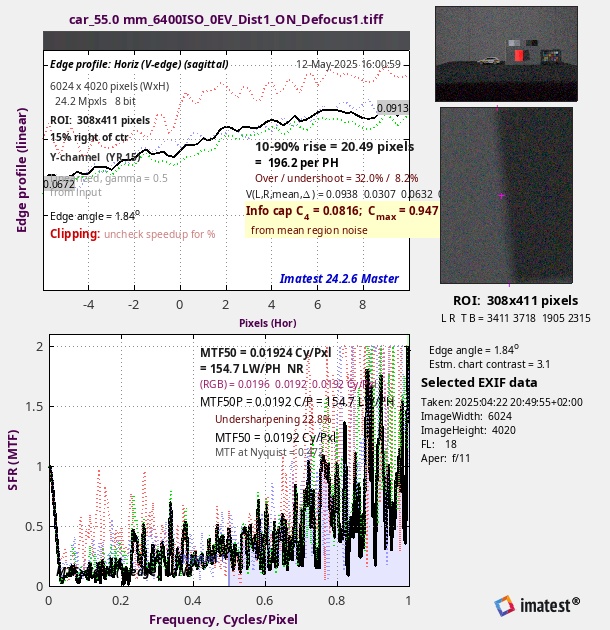 car_55.0 mm_6400ISO_0EV_Dist1_ON_Defocus1.tiff
Edge profile: Horiz (V-edge) (sagittal)
12-May-2025 16:00:59
6024 x 4020 pixels (WxH)
24.2 Mpxls 8 bit
ROI: 308x411 pixels
15% right of ctr
Y-channel (YR 15)
gamma = 0.5
from input
0.0913
0.0672
10-90% rise = 20.49 pixels
= 196.2 per PH
Over / undershoot = 32.0% / 8.2%
V(L,R,mean,Δ) = 0.0938 0.0307 0.0632 0
Info cap C4 = 0.0816; Cmax = 0.947
from mean region noise
Edge angle = 1.84o
Clipping: uncheck speedup for %
Imatest 24.2.6 Master
Edge profile (linear)
-4 -2 0 2 4 6 8
Pixels (Hor)
ROI: 308x411 pixels
L R T B = 3411 3718 1905 2315
Edge angle = 1.84o
Estm. chart contrast = 3.1
Selected EXIF data
Taken: 2025:04:22 20:49:55+02:00
ImageWidth: 6024
ImageHeight: 4020
FL: 18
Aper: f/11
MTF50 = 0.01924 Cy/Pxl
= 154.7 LW/PH NR
(RGB) = 0.0196 0.0192 0.0192 Cy/Pxl
MTF50P = 0.0192 C/P = 154.7 LW/PH
Undersharpening 22.8%
MTF50 = 0.0192 Cy/Pxl
MTF at Nyquist = 0.472
SFR (MTF)
2
1.5
1
0.5
0
0 0.2 0.4 0.6 0.8 1
Frequency, Cycles/Pixel
imatest®